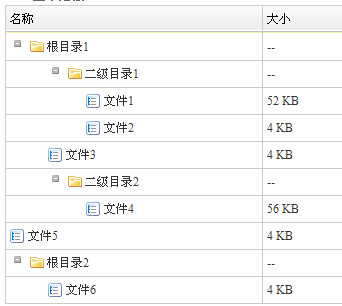 名称 大小
根目录1 --
二级目录1 --
文件1 52 KB
文件2 4 KB
文件3 4 KB
二级目录2 --
文件4 56 KB
文件5 4 KB
根目录2 --
文件6 4 KB